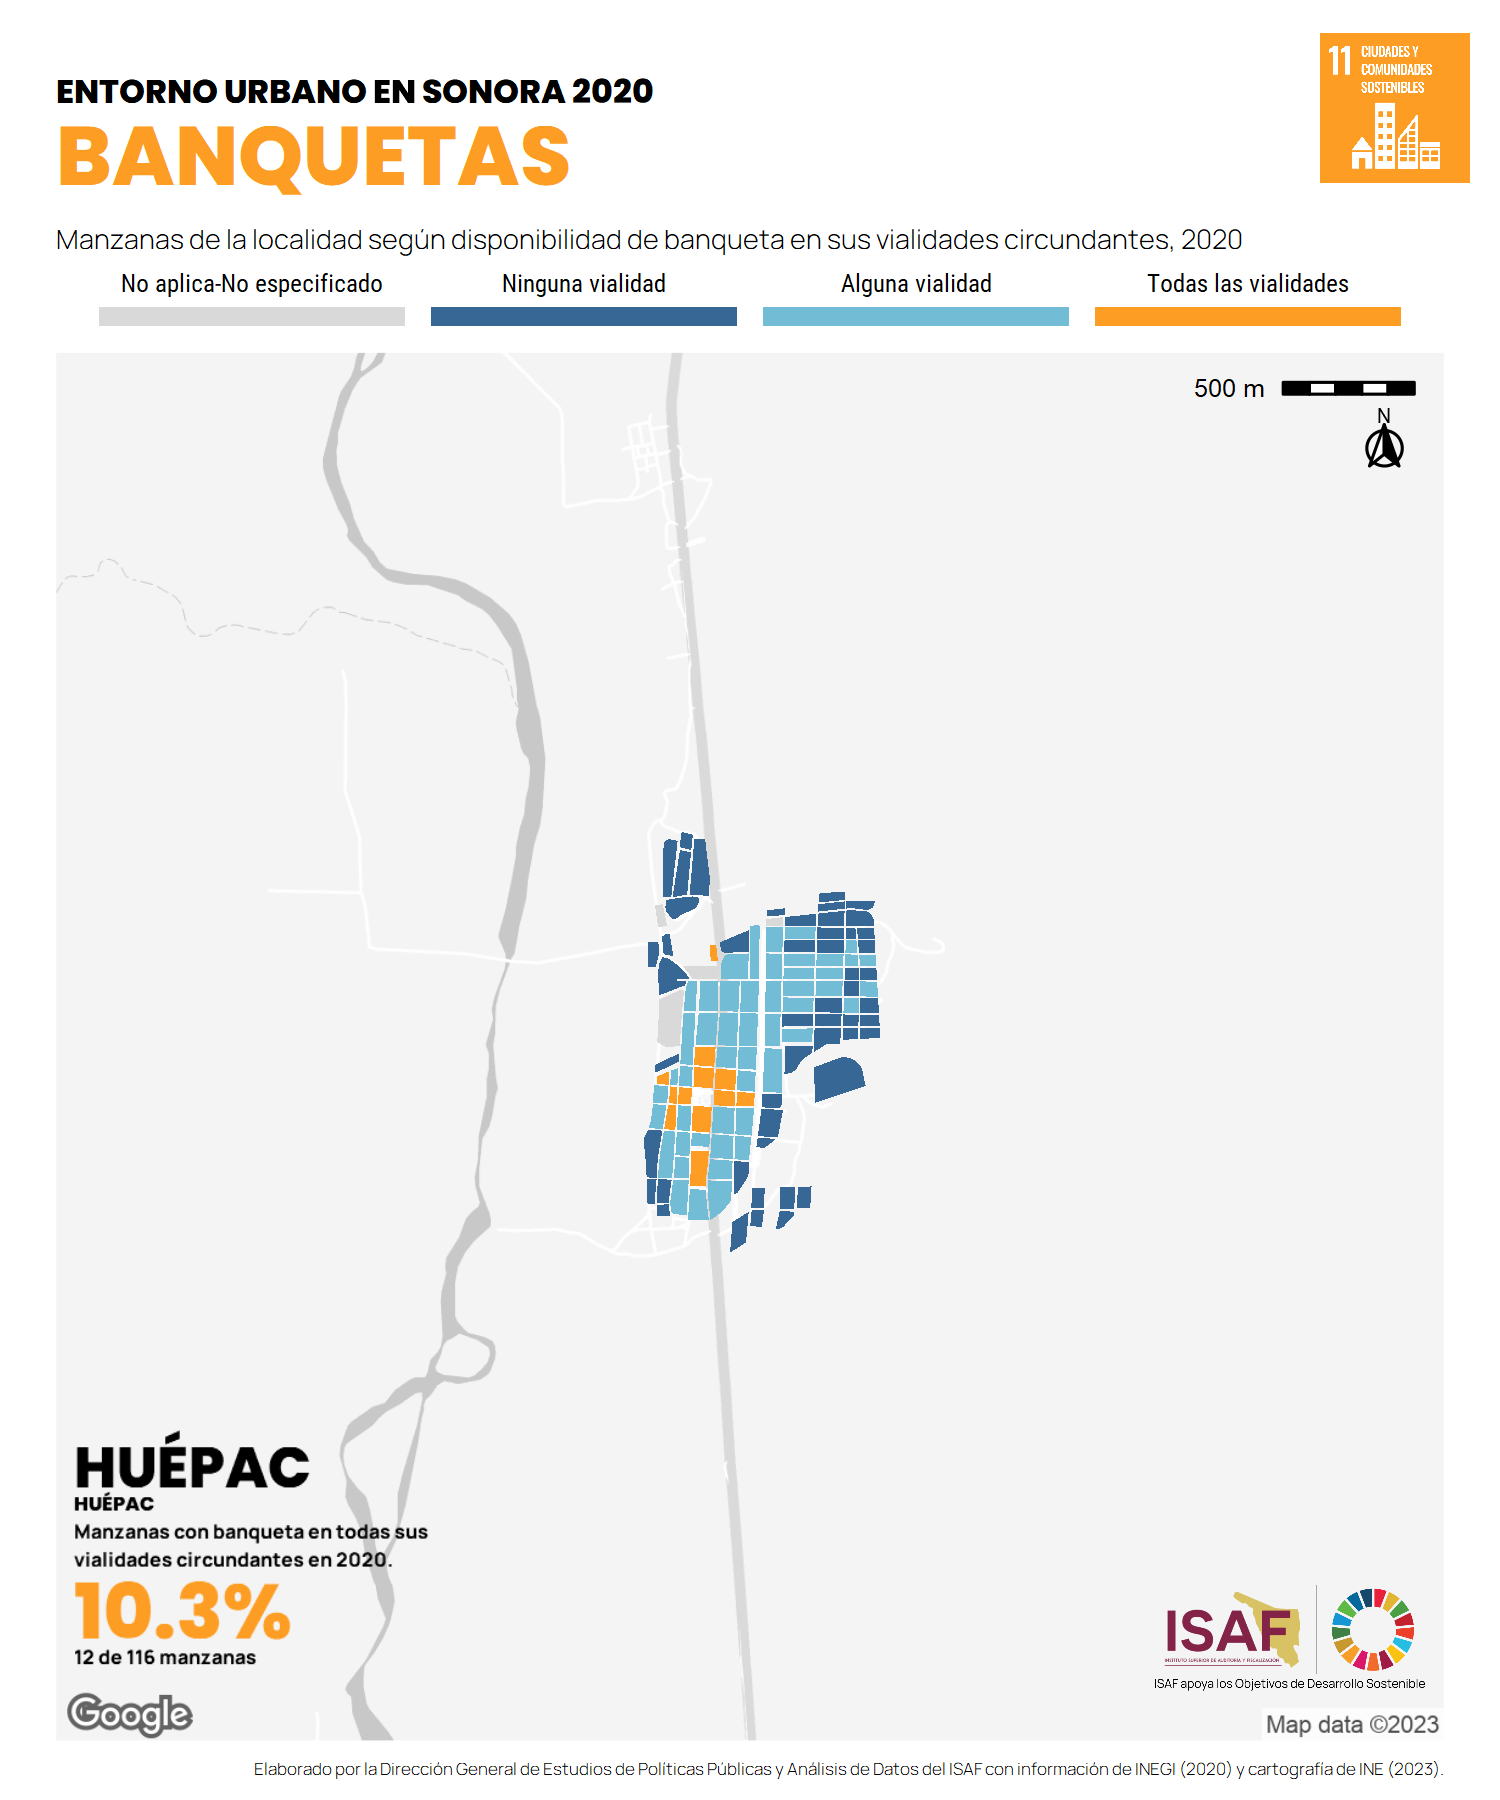 ENTORNO URBANO EN SONORA 2020
BANQUETAS
11 CIUDADES Y
COMUNIDADES
SOSTENIBLES
Manzanas de la localidad según disponibilidad de banqueta en sus vialidades circundantes, 2020
No aplica-No especificado
Ninguna vialidad
Alguna vialidad
Todas las vialidades
500 m
N
HUÉPAC
HUÉPAC
Manzanas con banqueta en todas sus
vialidades circundantes en 2020.
10.3%
12 de 116 manzanas
Google
ISAF
INSTITUTO SUPERIOR DE AUDITORÍA Y FISCALIZACIÓN
ISAF apoya los Objetivos de Desarrollo Sostenible
Map data ©2023
Elaborado por la Dirección General de Estudios de Políticas Públicas y Análisis de Datos del ISAF con información de INEGI (2020) y cartografía de INE (2023).